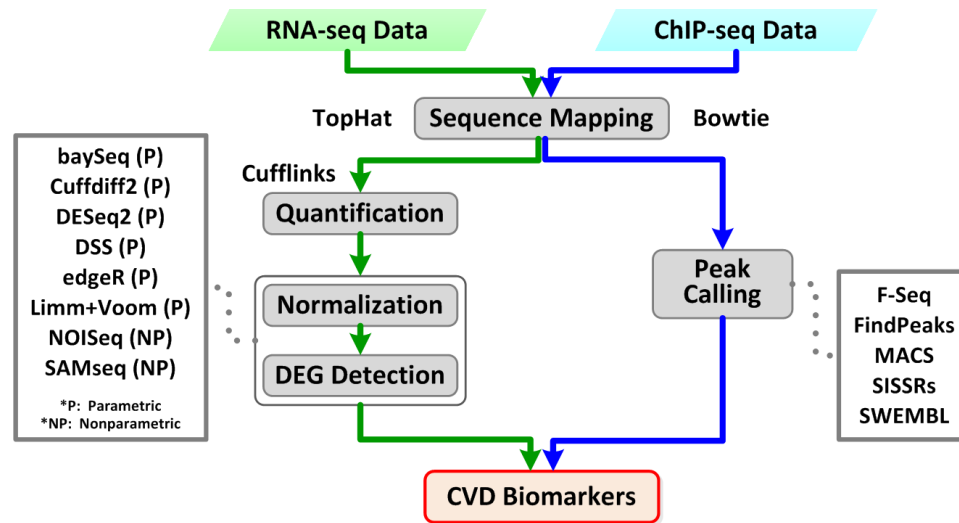 RNA-seq Data
ChIP-seq Data
TopHat
Sequence Mapping
Bowtie
baySeq (P)
Cuffdiff2 (P)
DESeq2 (P)
DSS (P)
edgeR (P)
Limm+Voom (P)
NOISeq (NP)
SAMseq (NP)
*P: Parametric
*NP: Nonparametric
Cufflinks
Quantification
Normalization
DEG Detection
Peak
Calling
F-Seq
FindPeaks
MACS
SISSRs
SWEMBL
CVD Biomarkers